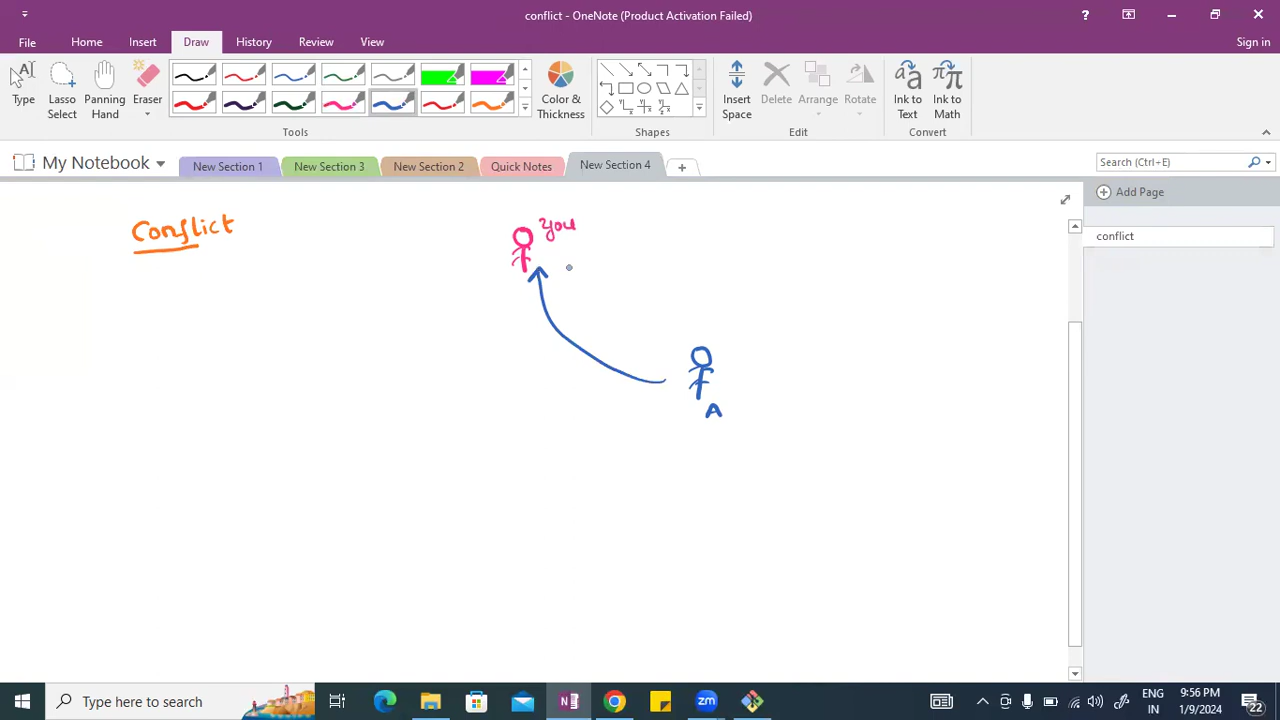 conflict - OneNote (Product Activation Failed)
File Home Insert Draw History Review View Sign in
Type
Lasso Select
Panning Hand
Eraser
Color & Thickness
Insert Space
Delete
Arrange
Rotate
Ink to Text
Ink to Math
Tools Shapes Edit Convert
My Notebook New Section 1 New Section 3 New Section 2 Quick Notes New Section 4 Search (Ctrl+E)
Add Page
conflict
Conflict
You
A
Type here to search
ENG 9:56 PM
IN 1/9/2024 22